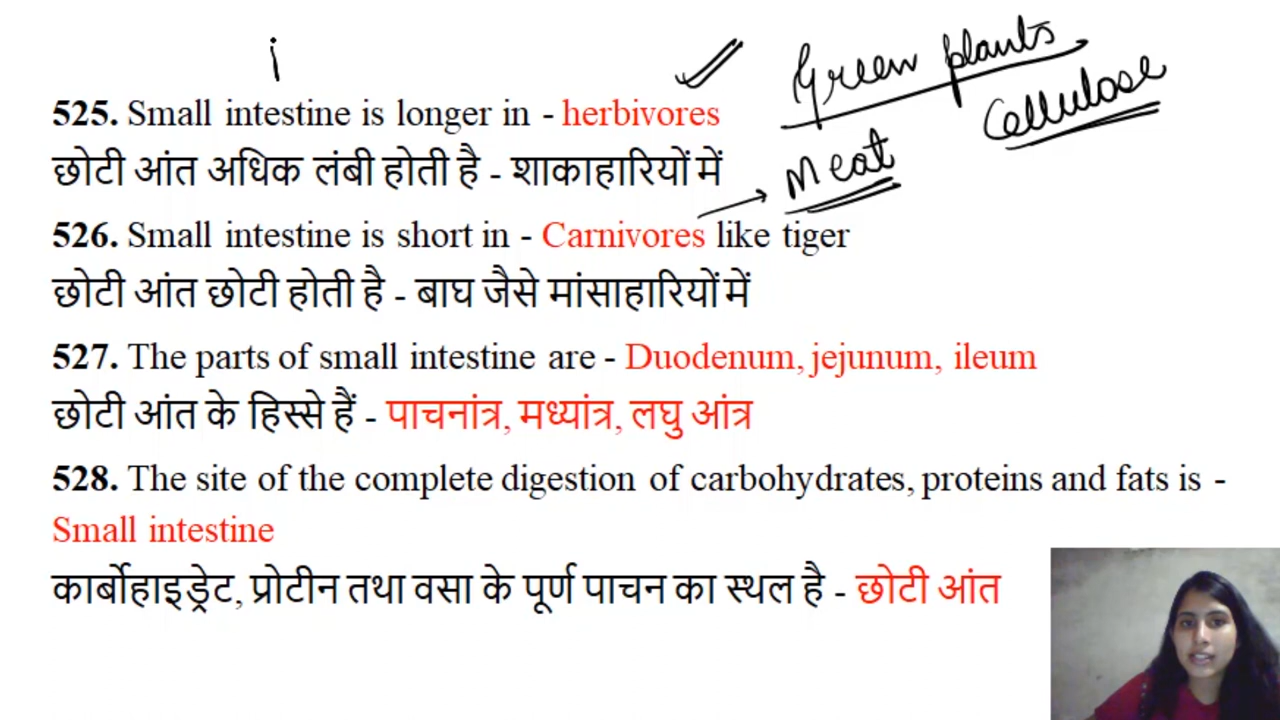 i
Green plants
Cellulose
525. Small intestine is longer in - herbivores
छोटी आंत अधिक लंबी होती है - शाकाहारियों में
Meat
526. Small intestine is short in - Carnivores like tiger
छोटी आंत छोटी होती है - बाघ जैसे मांसाहारियों में
527. The parts of small intestine are - Duodenum, jejunum, ileum
छोटी आंत के हिस्से हैं - पाचनांत्र, मध्यांत्र, लघु आंत्र
528. The site of the complete digestion of carbohydrates, proteins and fats is -
Small intestine
कार्बोहाइड्रेट, प्रोटीन तथा वसा के पूर्ण पाचन का स्थल है - छोटी आंत